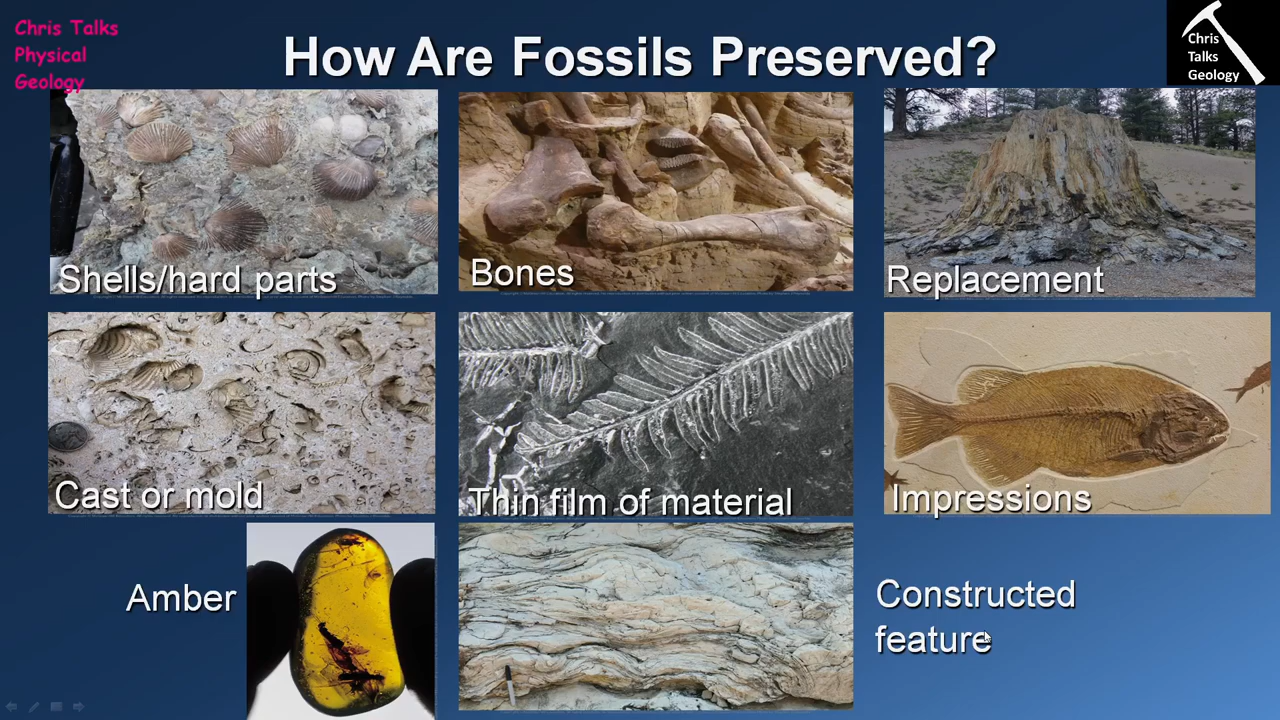 Chris Talks
Physical
Geology
How Are Fossils Preserved?
Chris
Talks
Geology
Shells/hard parts
Bones
Replacement
Cast or mold
Thin film of material
Impressions
Amber
Constructed
feature